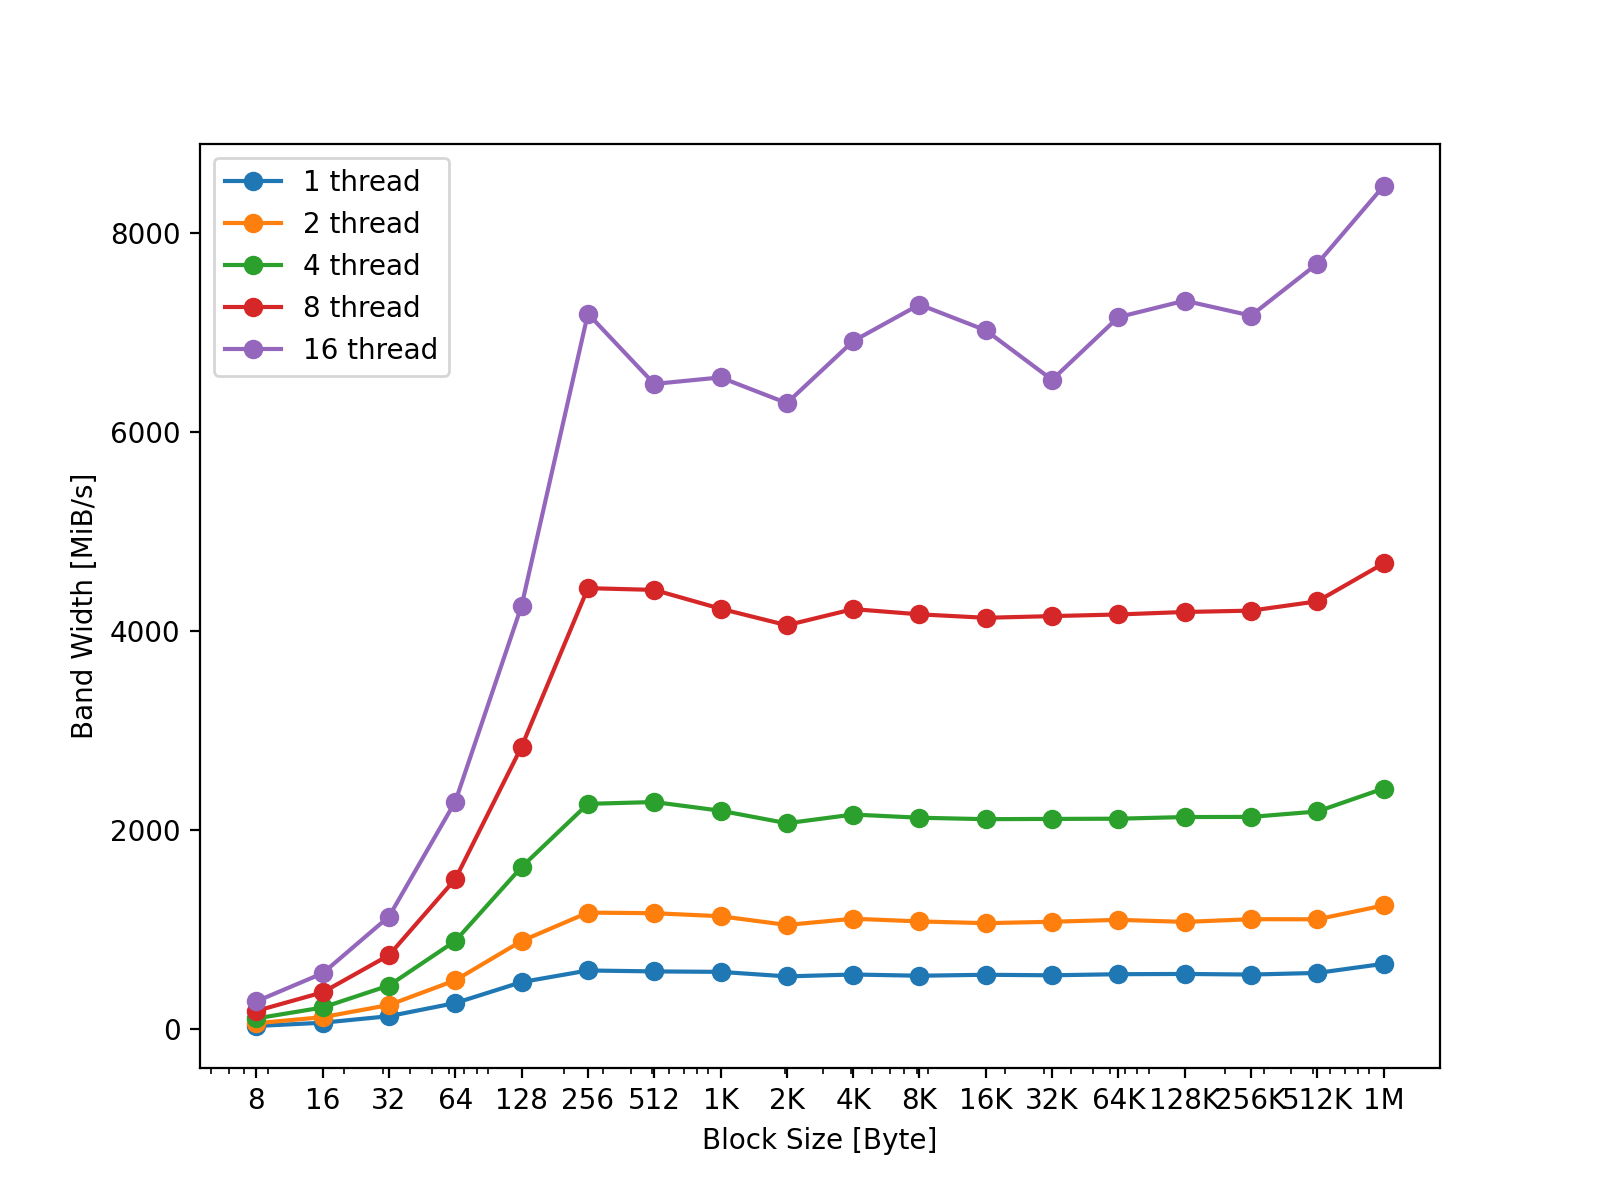 1 thread
2 thread
4 thread
8 thread
16 thread
8000
6000
4000
2000
0
Band Width [MiB/s]
8 16 32 64 128 256 512 1K 2K 4K 8K 16K 32K 64K 128K 256K 512K 1M
Block Size [Byte]